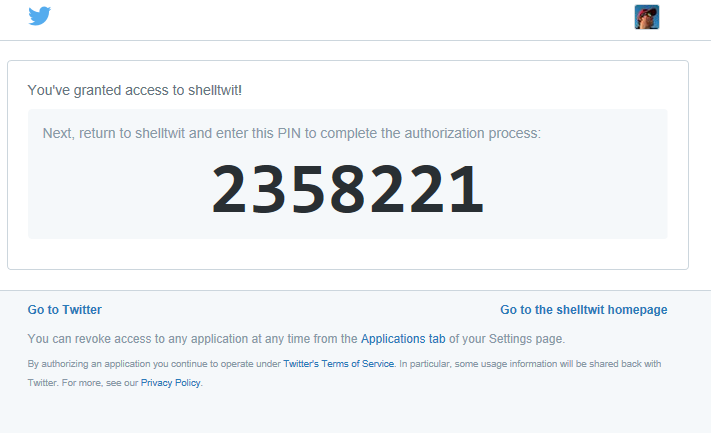 You've granted access to shelltwit!
Next, return to shelltwit and enter this PIN to complete the authorization process:
2358221
Go to Twitter
Go to the shelltwit homepage
You can revoke access to any application at any time from the Applications tab of your Settings page.
By authorizing an application you continue to operate under Twitter's Terms of Service. In particular, some usage information will be shared back with
Twitter. For more, see our Privacy Policy.